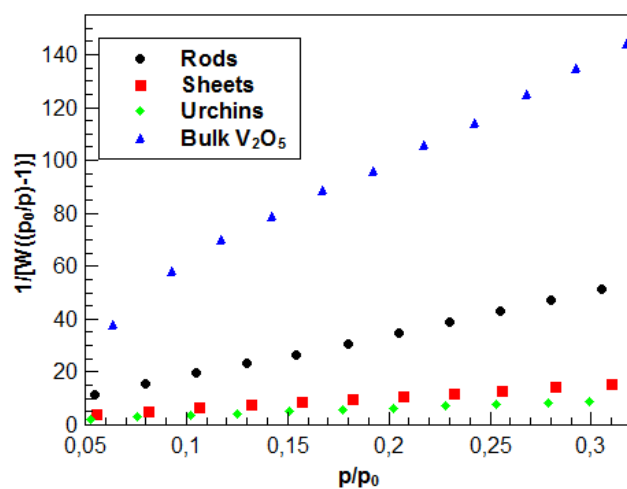 140
120
100
80
60
40
20
0
1/[W((p₀/p)-1)]
Rods
Sheets
Urchins
Bulk V₂O₅
0,05 0,1 0,15 0,2 0,25 0,3
p/p₀